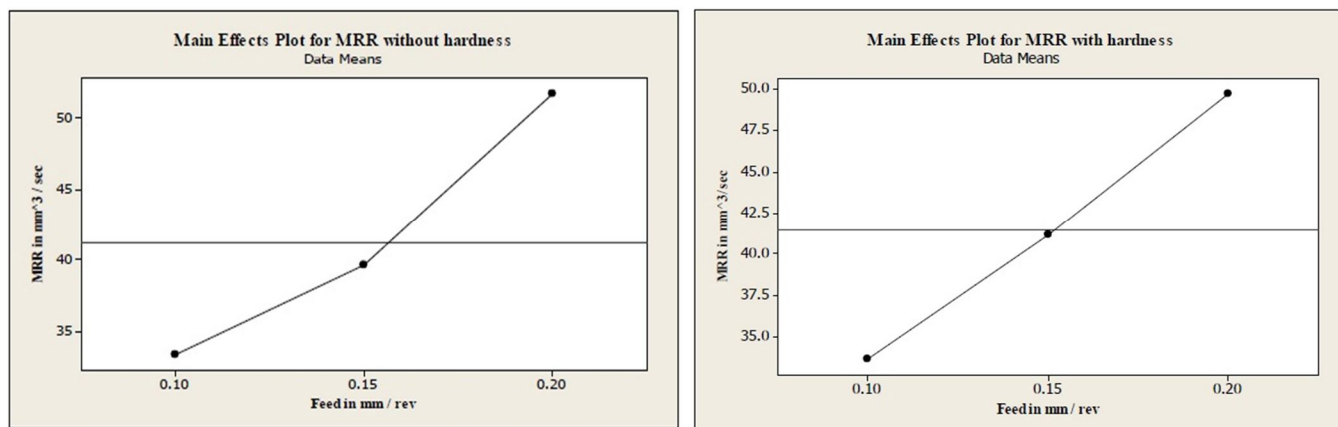 Main Effects Plot for MRR without hardness
Data Means
MRR in mm^3 / sec
50
45
40
35
0.10 0.15 0.20
Feed in mm / rev
Main Effects Plot for MRR with hardness
Data Means
MRR in mm^3/sec
50.0
47.5
45.0
42.5
40.0
37.5
35.0
0.10 0.15 0.20
Feed in mm / rev